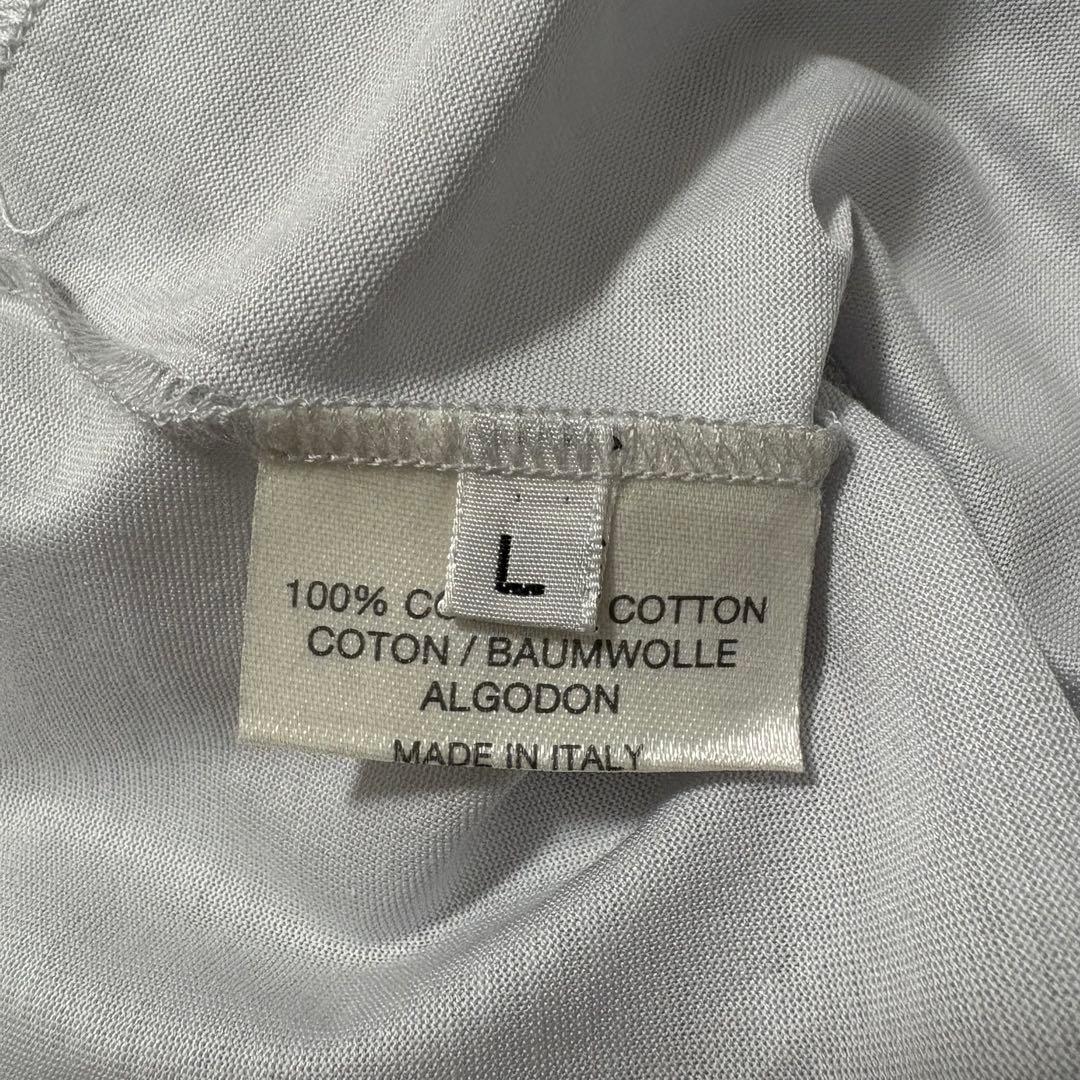 L
100% COTTON
COTON / BAUMWOLLE
ALGODON
MADE IN ITALY